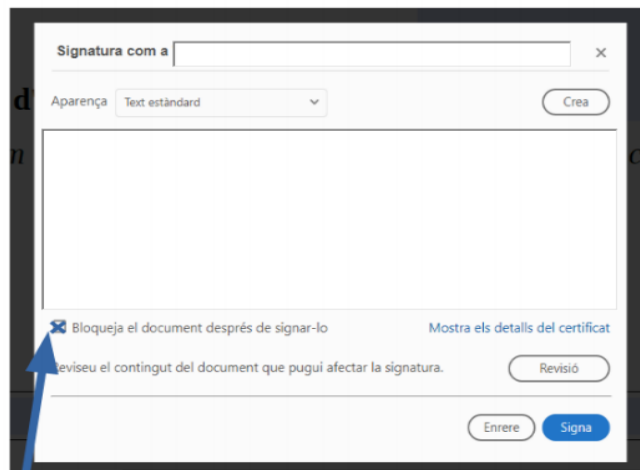 Signatura com a
Aparença Text estàndard Crea
Bloqueja el document després de signar-lo Mostra els detalls del certificat
Reviseu el contingut del document que pugui afectar la signatura. Revisió
Enrere Signa